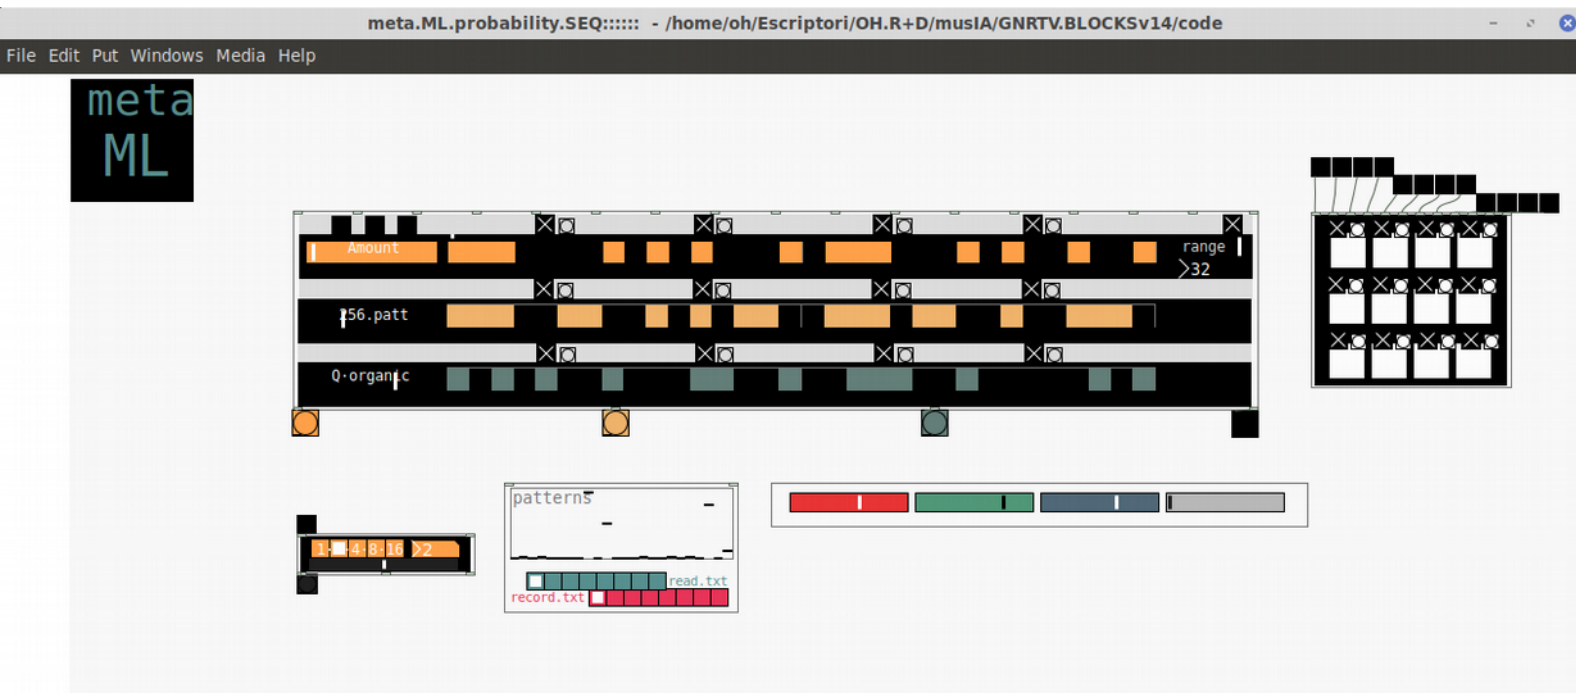 meta.ML.probability.SEQ::::::  - /home/oh/Escriptori/OH.R+D/musIA/GNRTV.BLOCKSv14/code
File Edit Put Windows Media Help
meta
ML
Amount
range
>32
256.patt
Q·organic
patterns
1· 4·8·16 >2
read.txt
record.txt